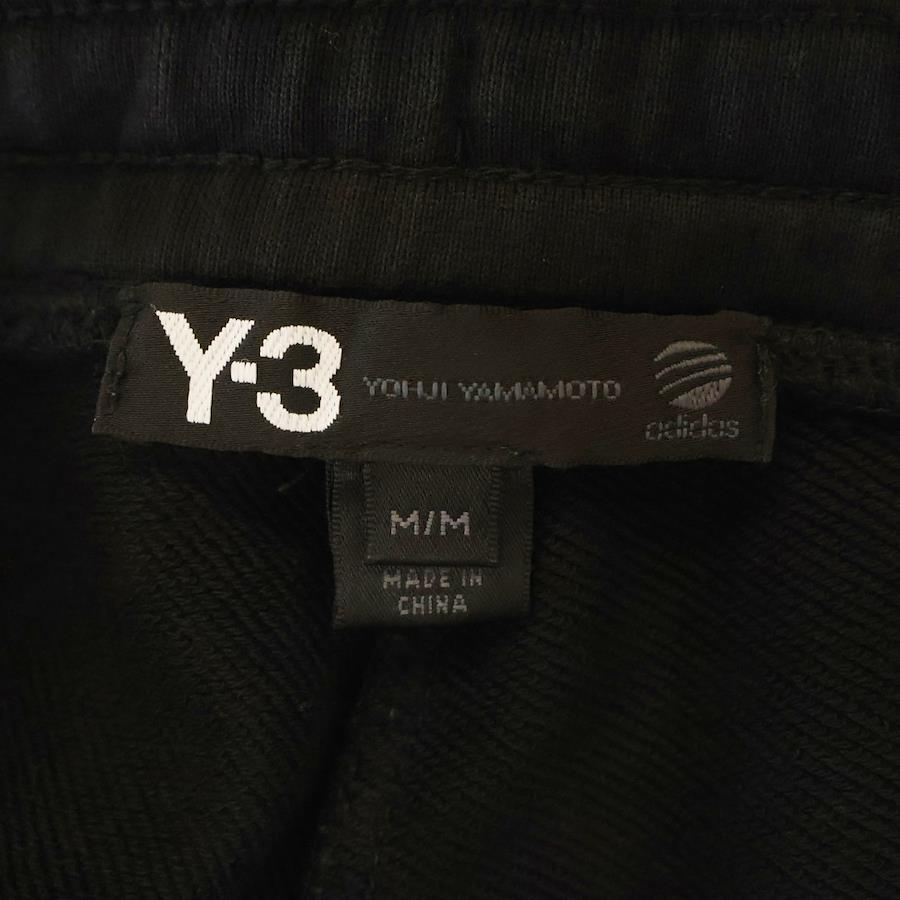 Y-3 YOHJI YAMAMOTO adidas
M/M
MADE IN
CHINA